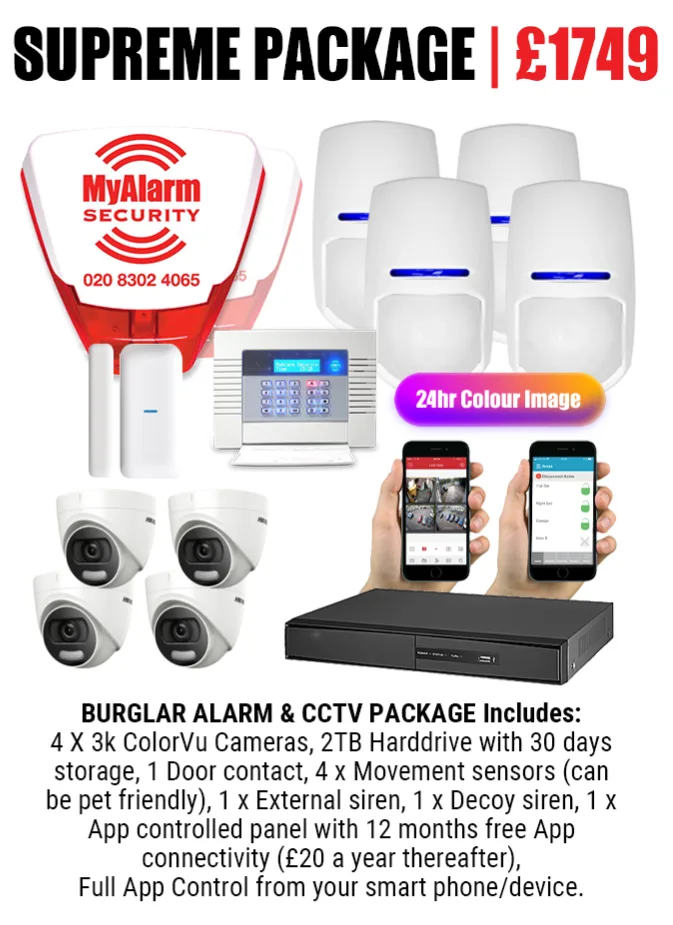 SUPREME PACKAGE | £1749
MyAlarm
SECURITY
020 8302 4065
24hr Colour Image
BURGLAR ALARM & CCTV PACKAGE Includes:
4 X 3k ColorVu Cameras, 2TB Harddrive with 30 days
storage, 1 Door contact, 4 x Movement sensors (can
be pet friendly), 1 x External siren, 1 x Decoy siren, 1 x
App controlled panel with 12 months free App
connectivity (£20 a year thereafter),
Full App Control from your smart phone/device.